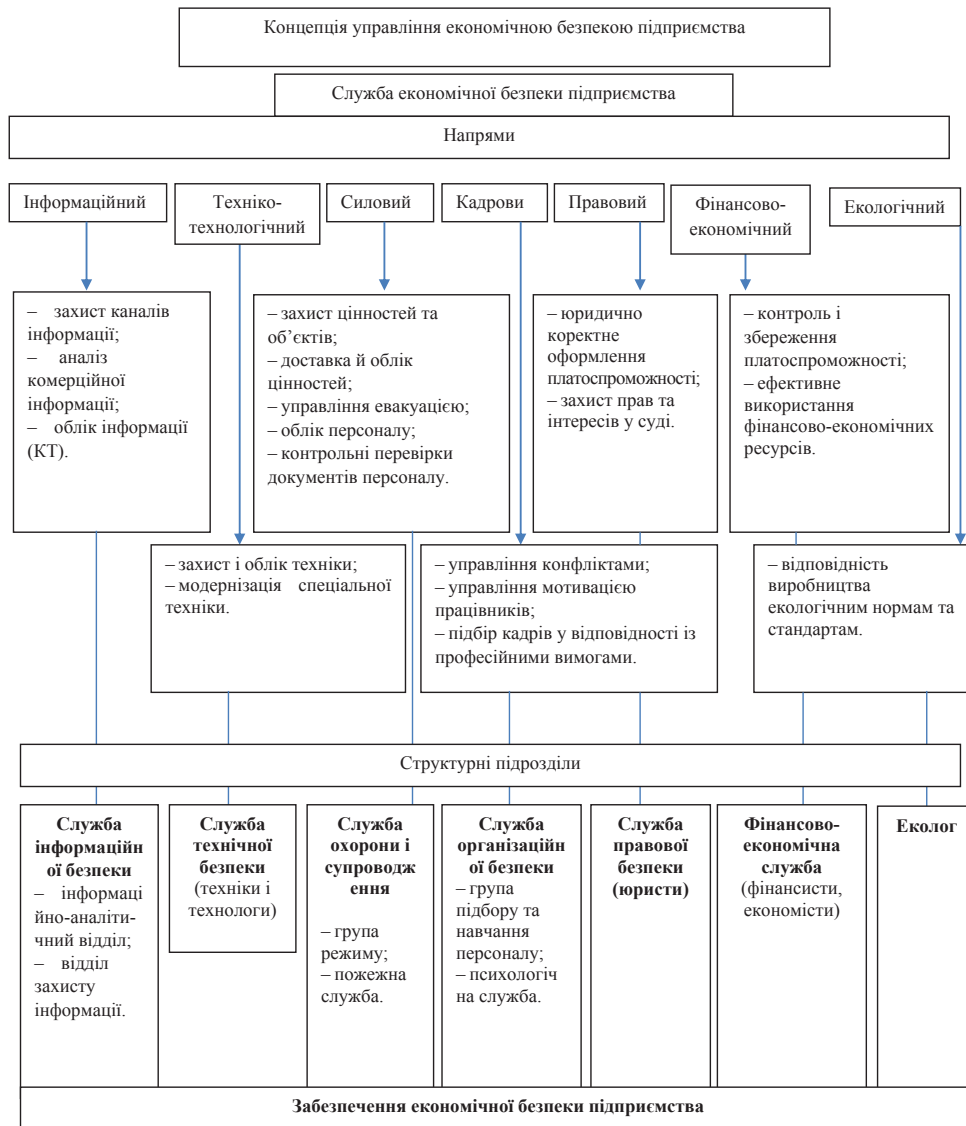 Концепція управління економічною безпекою підприємства
Служба економічної безпеки підприємства
Напрями
Інформаційний
Техніко-
технологічний
Силовий
Кадрови
Правовий
Фінансово-
економічний
Екологічний
– захист каналів
інформації;
– аналіз
комерційної
інформації;
– облік інформації
(КТ).
– захист цінностей та
об’єктів;
– доставка й облік
цінностей;
– управління евакуацією;
– облік персоналу;
– контрольні перевірки
документів персоналу.
– юридично
коректне
оформлення
платоспроможності;
– захист прав та
інтересів у суді.
– контроль і
збереження
платоспроможності;
– ефективне
використання
фінансово-економічних
ресурсів.
– захист і облік техніки;
– модернізація спеціальної
техніки.
– управління конфліктами;
– управління мотивацією
працівників;
– підбір кадрів у відповідності із
професійними вимогами.
– відповідність
виробництва
екологічним нормам та
стандартам.
Структурні підрозділи
Служба
інформаційн
ої безпеки
– інформаці
йно-аналіти-
чний відділ;
– відділ
захисту
інформації.
Служба
технічної
безпеки
(техніки і
технологи)
Служба
охорони і
супроводж
ення
– група
режиму;
– пожежна
служба.
Служба
організаційн
ої безпеки
– група
підбору та
навчання
персоналу;
– психологіч
на служба.
Служба
правової
безпеки
(юристи)
Фінансово-
економічна
служба
(фінансисти,
економісти)
Еколог
Забезпечення економічної безпеки підприємства